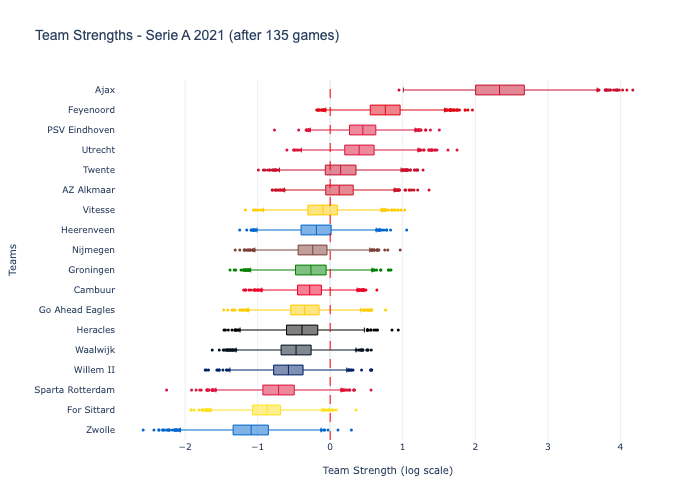 Team Strengths - Serie A 2021 (after 135 games)
Ajax
Feyenoord
PSV Eindhoven
Utrecht
Twente
AZ Alkmaar
Vitesse
Heerenveen
Nijmegen
Groningen
Cambuur
Go Ahead Eagles
Heracles
Waalwijk
Willem II
Sparta Rotterdam
For Sittard
Zwolle
Teams
−2 −1 0 1 2 3 4
Team Strength (log scale)